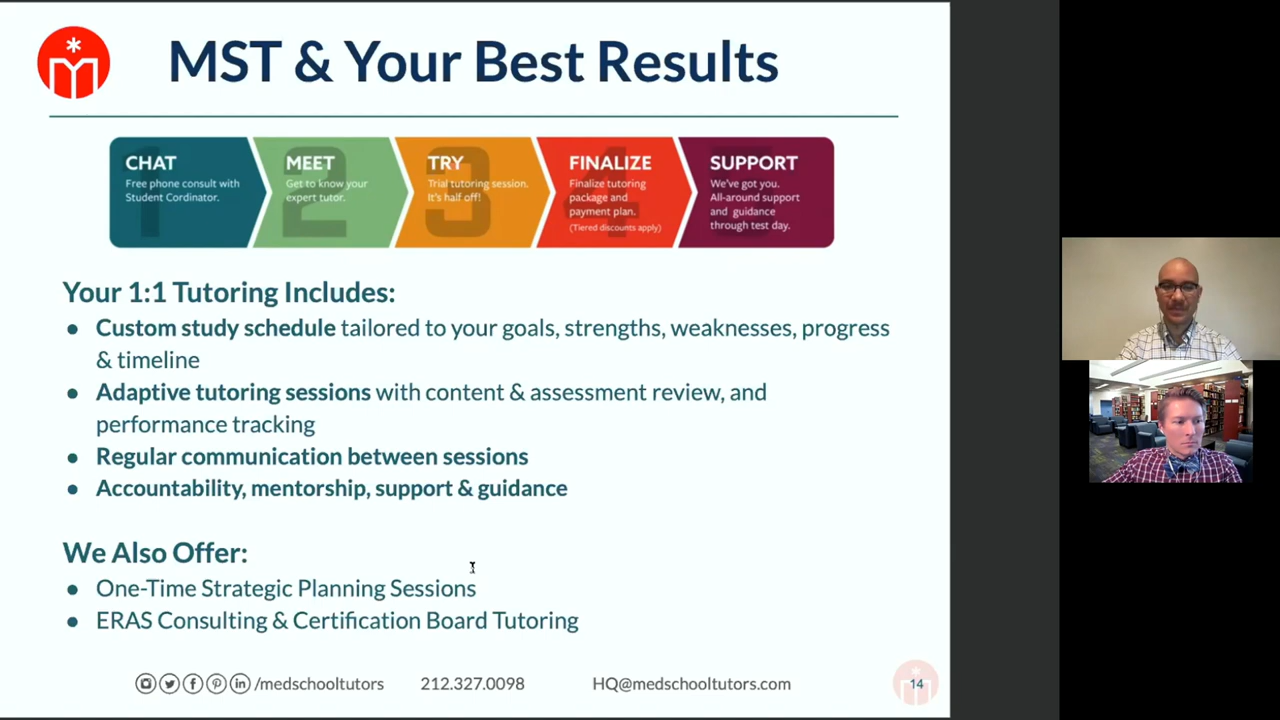 MST & Your Best Results
CHAT
Free phone consult with
Student Cordinator.
1
MEET
Get to know your
expert tutor.
2
TRY
Trial tutoring session.
It's half off!
3
FINALIZE
Finalize tutoring
package and
payment plan.
(Tiered discounts apply)
4
SUPPORT
We've got you.
All-around support
and guidance
through test day.
Your 1:1 Tutoring Includes:
● Custom study schedule tailored to your goals, strengths, weaknesses, progress
& timeline
● Adaptive tutoring sessions with content & assessment review, and
performance tracking
● Regular communication between sessions
● Accountability, mentorship, support & guidance
We Also Offer:
● One-Time Strategic Planning Sessions
● ERAS Consulting & Certification Board Tutoring
/medschooltutors 212.327.0098 HQ@medschooltutors.com 14